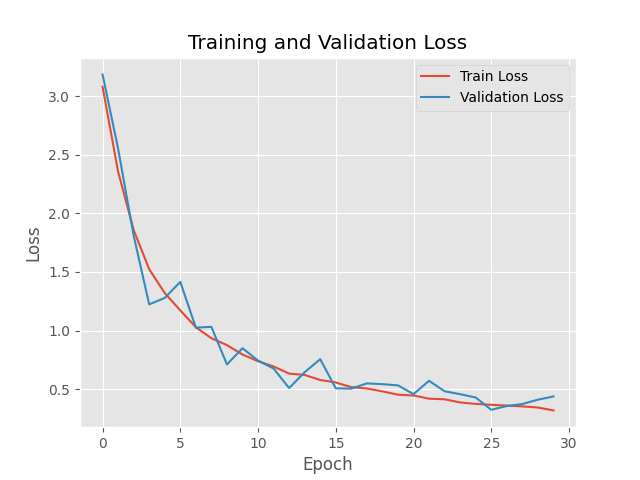 Training and Validation Loss
Train Loss
Validation Loss
Loss
3.0
2.5
2.0
1.5
1.0
0.5
0 5 10 15 20 25 30
Epoch